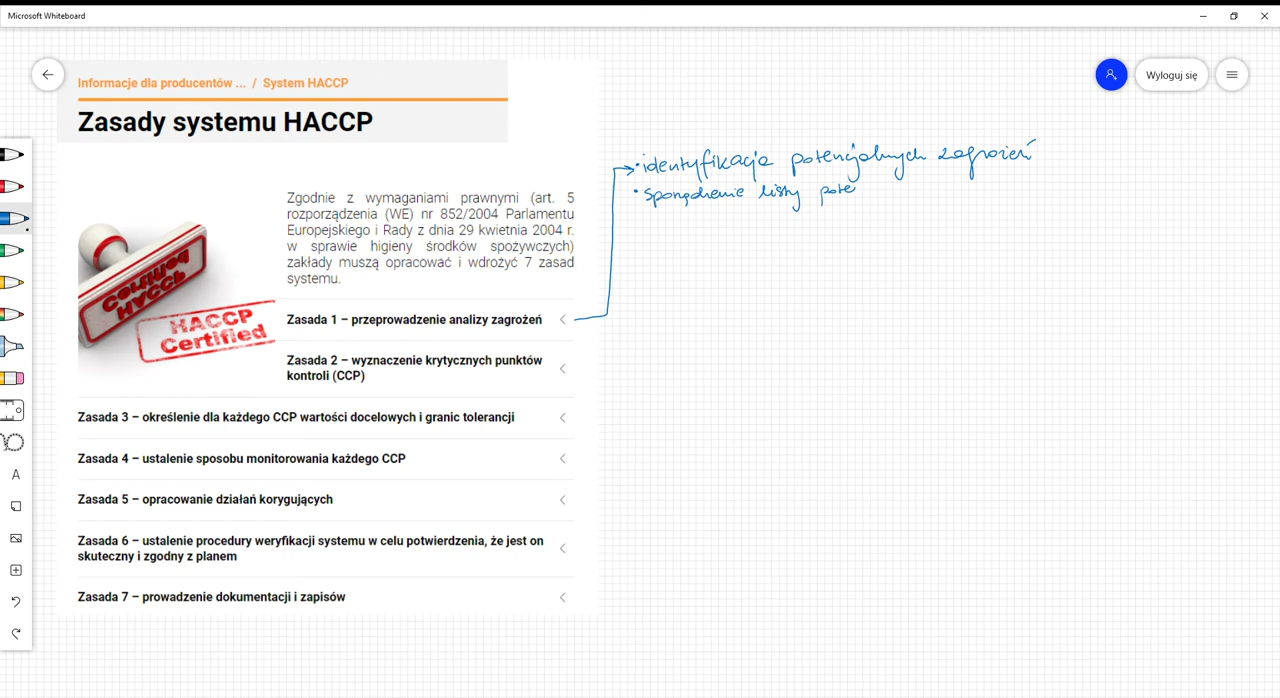 Microsoft Whiteboard
Informacje dla producentów ... / System HACCP
Wyloguj się
Zasady systemu HACCP
•identyfikacja potencjalnych zagrożeń
•sporządzenie listy pote
Zgodnie z wymaganiami prawnymi (art. 5
rozporządzenia (WE) nr 852/2004 Parlamentu
Europejskiego i Rady z dnia 29 kwietnia 2004 r.
w sprawie higieny środków spożywczych)
zakłady muszą opracować i wdrożyć 7 zasad
systemu.
Certified
HACCP
HACCP
Certified
Zasada 1 – przeprowadzenie analizy zagrożeń
Zasada 2 – wyznaczenie krytycznych punktów
kontroli (CCP)
Zasada 3 – określenie dla każdego CCP wartości docelowych i granic tolerancji
Zasada 4 – ustalenie sposobu monitorowania każdego CCP
Zasada 5 – opracowanie działań korygujących
Zasada 6 – ustalenie procedury weryfikacji systemu w celu potwierdzenia, że jest on
skuteczny i zgodny z planem
Zasada 7 – prowadzenie dokumentacji i zapisów
A